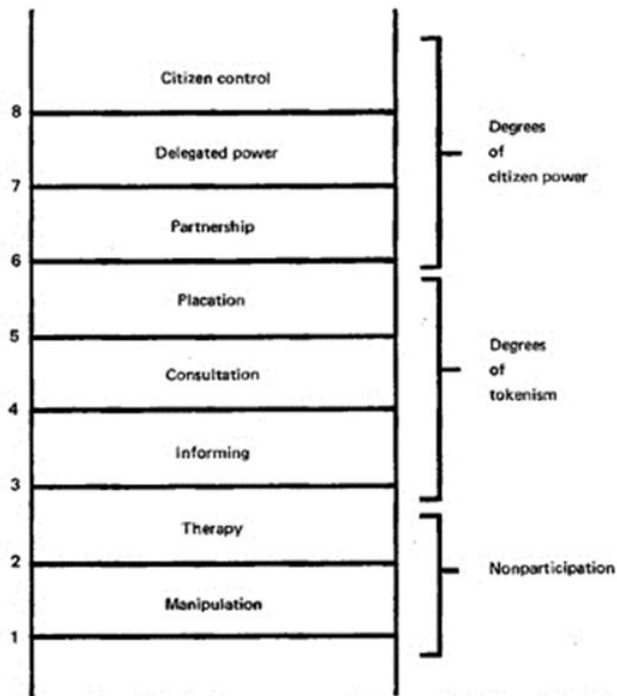 Citizen control
8
Delegated power
7
Partnership
6
Placation
5
Consultation
4
Informing
3
Therapy
2
Manipulation
1
Degrees
of
citizen power
Degrees
of
tokenism
Nonparticipation